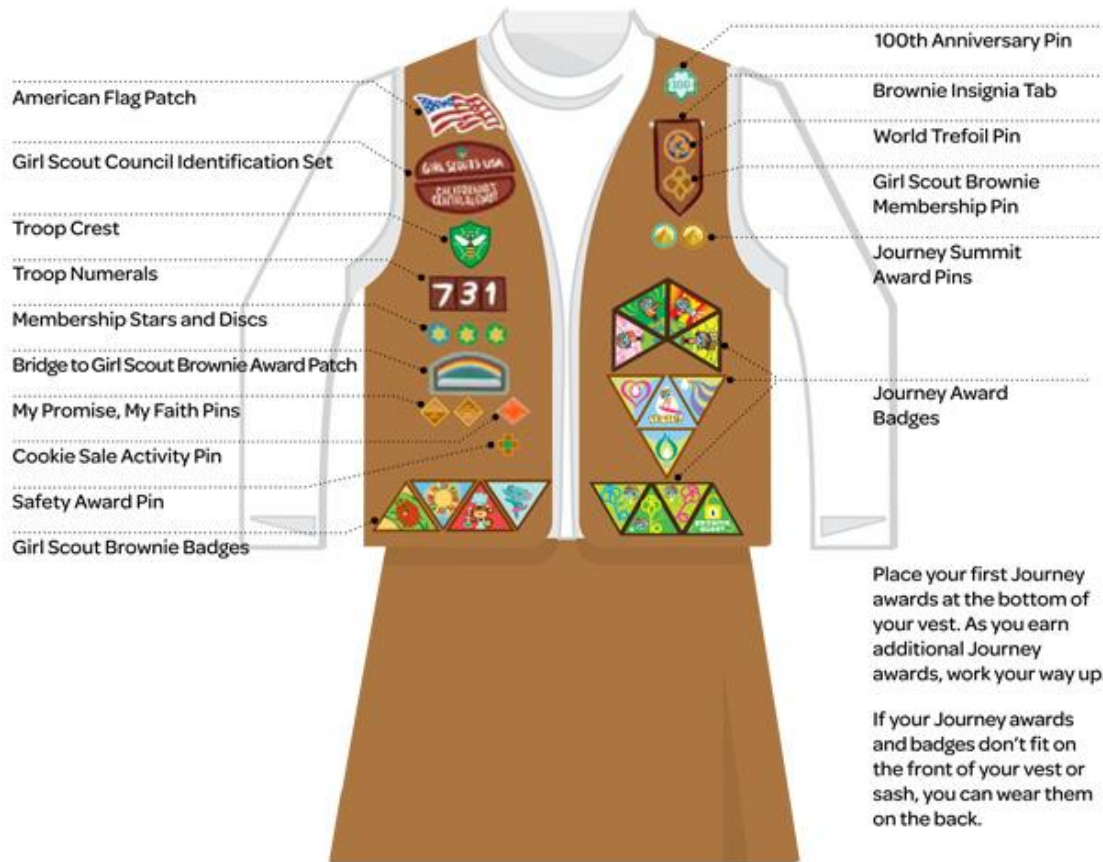 American Flag Patch
Girl Scout Council Identification Set
Troop Crest
Troop Numerals
Membership Stars and Discs
Bridge to Girl Scout Brownie Award Patch
My Promise, My Faith Pins
Cookie Sale Activity Pin
Safety Award Pin
Girl Scout Brownie Badges
GIRL SCOUTS USA
CALIFORNIA'S
CENTRAL COAST
731
100
BROWNIE
QUEST
100th Anniversary Pin
Brownie Insignia Tab
World Trefoil Pin
Girl Scout Brownie
Membership Pin
Journey Summit
Award Pins
Journey Award
Badges
Place your first Journey
awards at the bottom of
your vest. As you earn
additional Journey
awards, work your way up.
If your Journey awards
and badges don't fit on
the front of your vest or
sash, you can wear them
on the back.